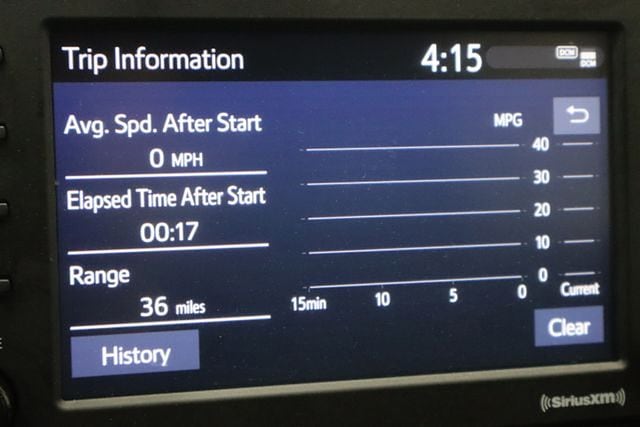 Trip Information 4:15 DCM DCM
Avg. Spd. After Start
0 MPH
Elapsed Time After Start
00:17
Range
36 miles
History
MPG
40
30
20
10
0
15min 10 5 0 Current
Clear
SiriusXM
E